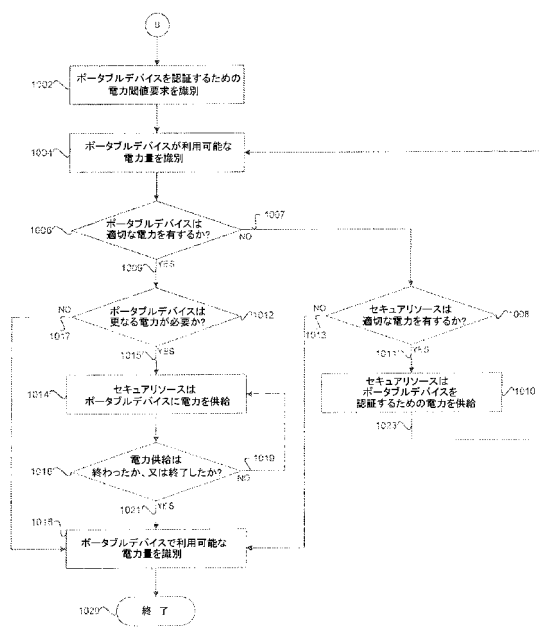 B
1002
ポータブルデバイスを認証するための
電力閾値要求を識別
1004
ポータブルデバイスが利用可能な
電力量を識別
1006
ポータブルデバイスは
適切な電力を有するか?
1007
NO
1009
YES
NO
1017
ポータブルデバイスは
更なる電力が必要か?
1012
NO
1013
セキュアリソースは
適切な電力を有するか?
1008
1015
YES
1011
YES
1014
セキュアリソースは
ポータブルデバイスに電力を供給
セキュアリソースは
ポータブルデバイスを
認証するための電力を供給
1010
1023
1016
電力供給は
終わったか、又は終了したか?
1019
NO
1021
YES
1018
ポータブルデバイスで利用可能な
電力量を識別
1020
終 了